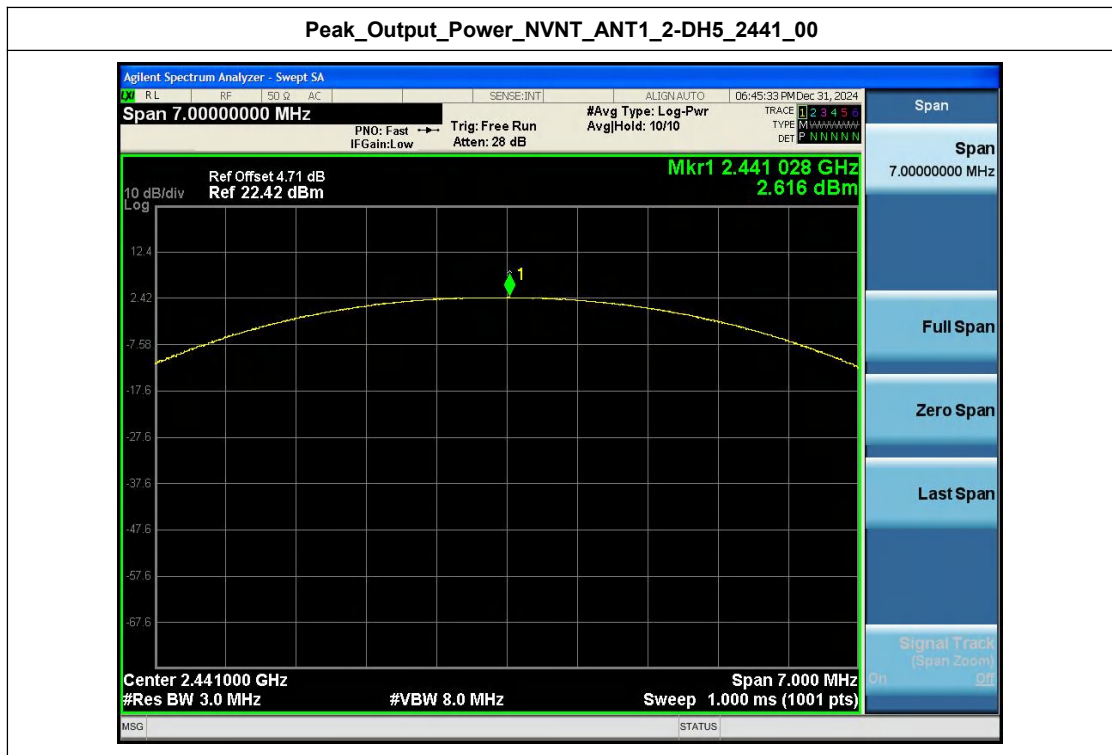 Peak_Output_Power_NVNT_ANT1_2-DH5_2441_00
Agilent Spectrum Analyzer - Swept SA
LXI RL RF 50 Ω AC SENSE:INT ALIGN AUTO 06:45:33 PM Dec 31, 2024
Span 7.00000000 MHz
PNO: Fast
IFGain:Low
Trig: Free Run
Atten: 28 dB
#Avg Type: Log-Pwr
Avg|Hold: 10/10
TRACE 1 2 3 4 5 6
TYPE M WWWWW
DET P N N N N N
Mkr1 2.441 028 GHz
2.616 dBm
Ref Offset 4.71 dB
10 dB/div Ref 22.42 dBm
Log
12.4
2.42
-7.58
-17.6
-27.6
-37.6
-47.6
-57.6
-67.6
1
Center 2.441000 GHz Span 7.000 MHz
#Res BW 3.0 MHz #VBW 8.0 MHz Sweep 1.000 ms (1001 pts)
MSG STATUS
Span
Span
7.00000000 MHz
Full Span
Zero Span
Last Span
Signal Track
(Span Zoom)
On Off